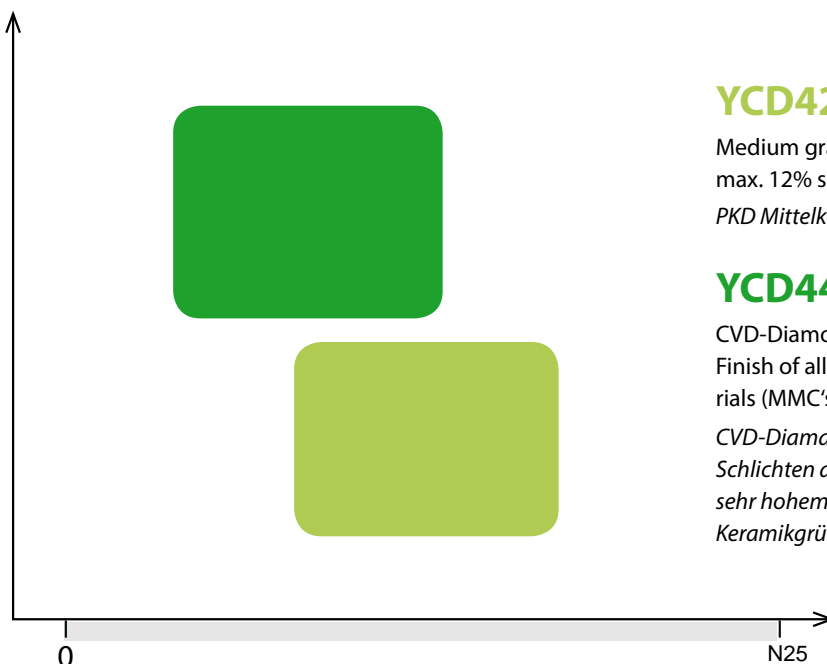 YCD42
Medium gra
max. 12% s
PKD Mittelk
YCD44
CVD-Diamo
Finish of all
rials (MMC‘s
CVD-Diama
Schlichten a
sehr hohem
Keramikgrü
0
N25